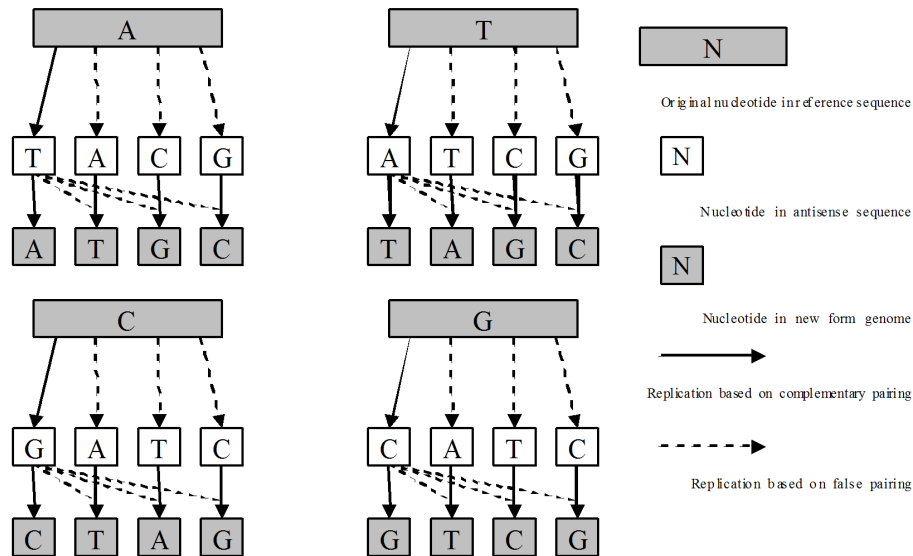 A
T A C G
A T G C
T
A T C G
T A G C
C
G A T C
C T A G
G
C A T C
G T C G
N
Original nucleotide in reference sequence
N
Nucleotide in antisense sequence
N
Nucleotide in new form genome
Replication based on complementary pairing
Replication based on false pairing